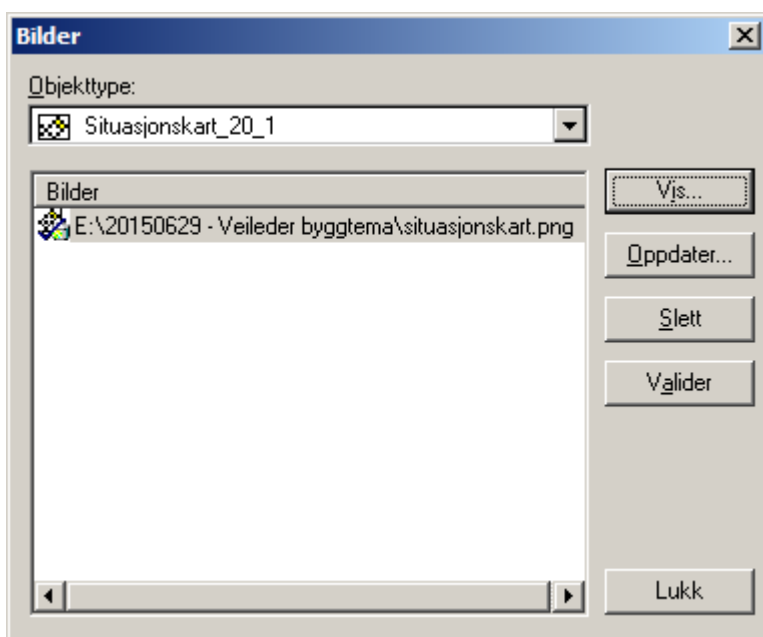 Bilder
Objekttype:
Situasjonskart_20_1
Bilder
E:\20150629 - Veileder byggtema\situasjonskart.png
Vis...
Oppdater...
Slett
Valider
Lukk